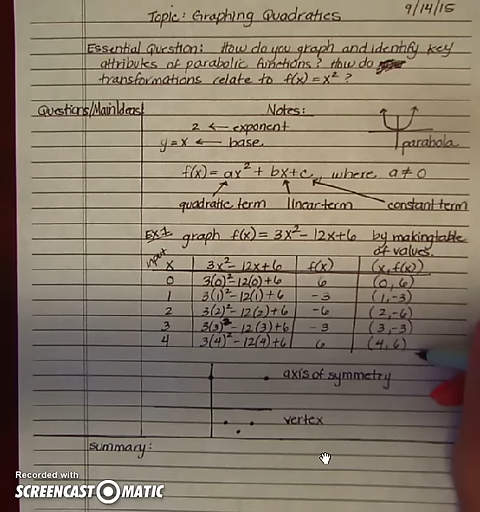 9/14/15
Topic: Graphing Quadratics
Essential Question: How do you graph and identify key
attributes of parabolic functions? How do
transformations relate to f(x) = x²?
Questions/Main Ideas:
Notes:
2 ← exponent
y = x ← base
parabola
f(x) = ax² + bx + c, where a ≠ 0
quadratic term linear term constant term
EX1 graph f(x) = 3x² - 12x + 6 by making table
of values.
input
x 3x² - 12x + 6 f(x) (x, f(x))
0 3(0)² - 12(0) + 6 6 (0, 6)
1 3(1)² - 12(1) + 6 -3 (1, -3)
2 3(2)² - 12(2) + 6 -6 (2, -6)
3 3(3)² - 12(3) + 6 -3 (3, -3)
4 3(4)² - 12(4) + 6 6 (4, 6)
axis of symmetry
vertex
summary:
Recorded with
SCREENCAST-O-MATIC